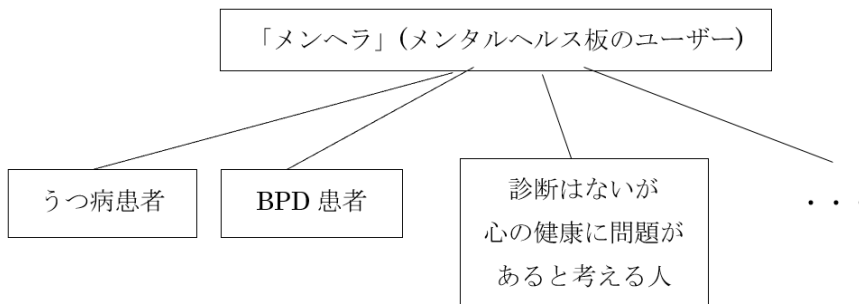 「メンヘラ」(メンタルヘルス板のユーザー)
うつ病患者
BPD 患者
診断はないが
心の健康に問題が
あると考える人
・・・